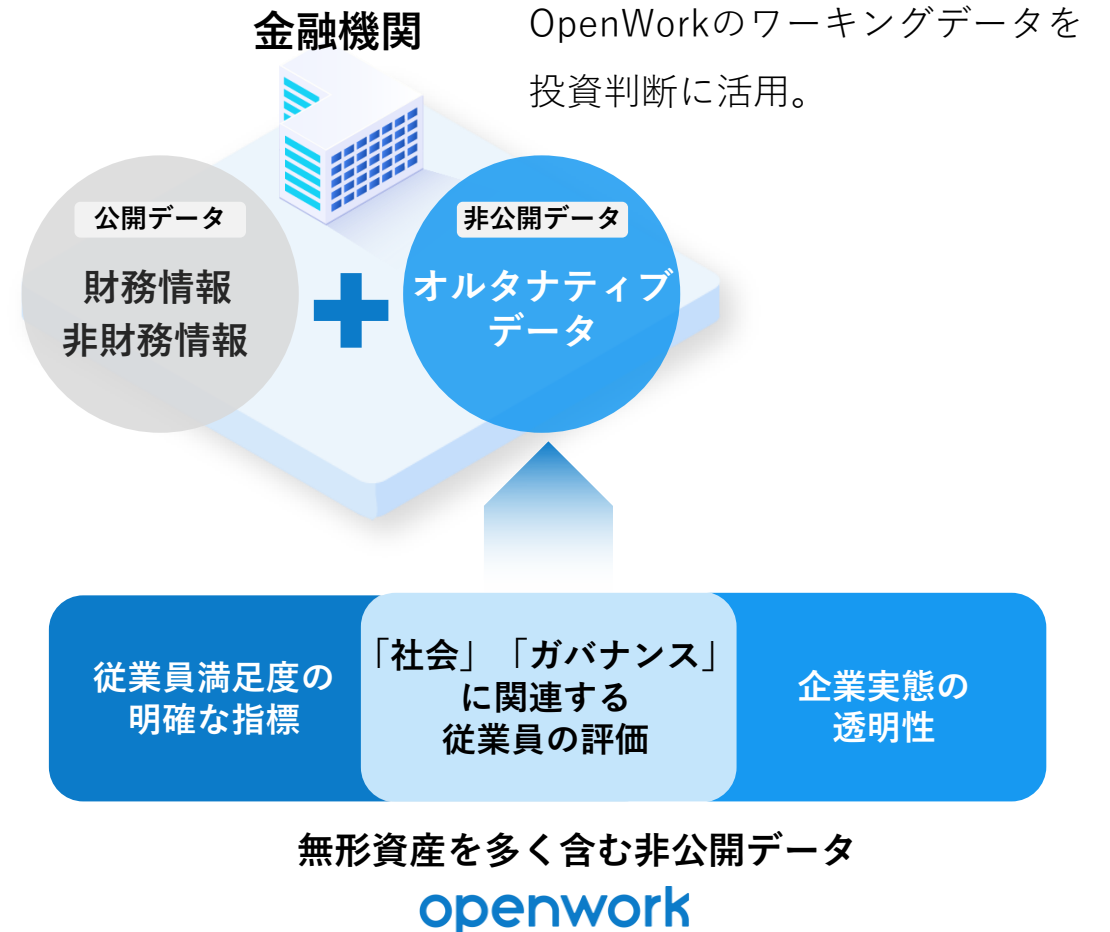 金融機関
OpenWorkのワーキングデータを
投資判断に活用。
公開データ
財務情報
非財務情報
非公開データ
オルタナティブ
データ
従業員満足度の
明確な指標
「社会」「ガバナンス」
に関連する
従業員の評価
企業実態の
透明性
無形資産を多く含む非公開データ
openwork